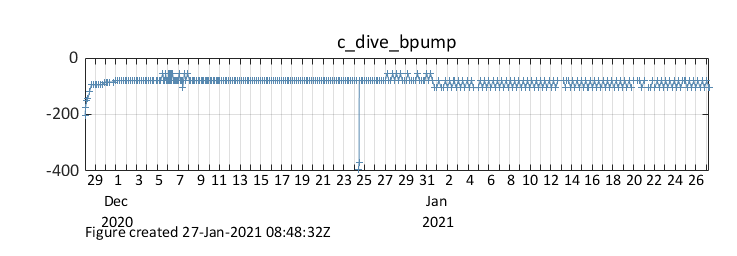 c_dive_bpump
0
-200
-400
29 1 3 5 7 9 11 13 15 17 19 21 23 25 27 29 31 2 4 6 8 10 12 14 16 18 20 22 24 26
Dec Jan
2020 2021
Figure created 27-Jan-2021 08:48:32Z